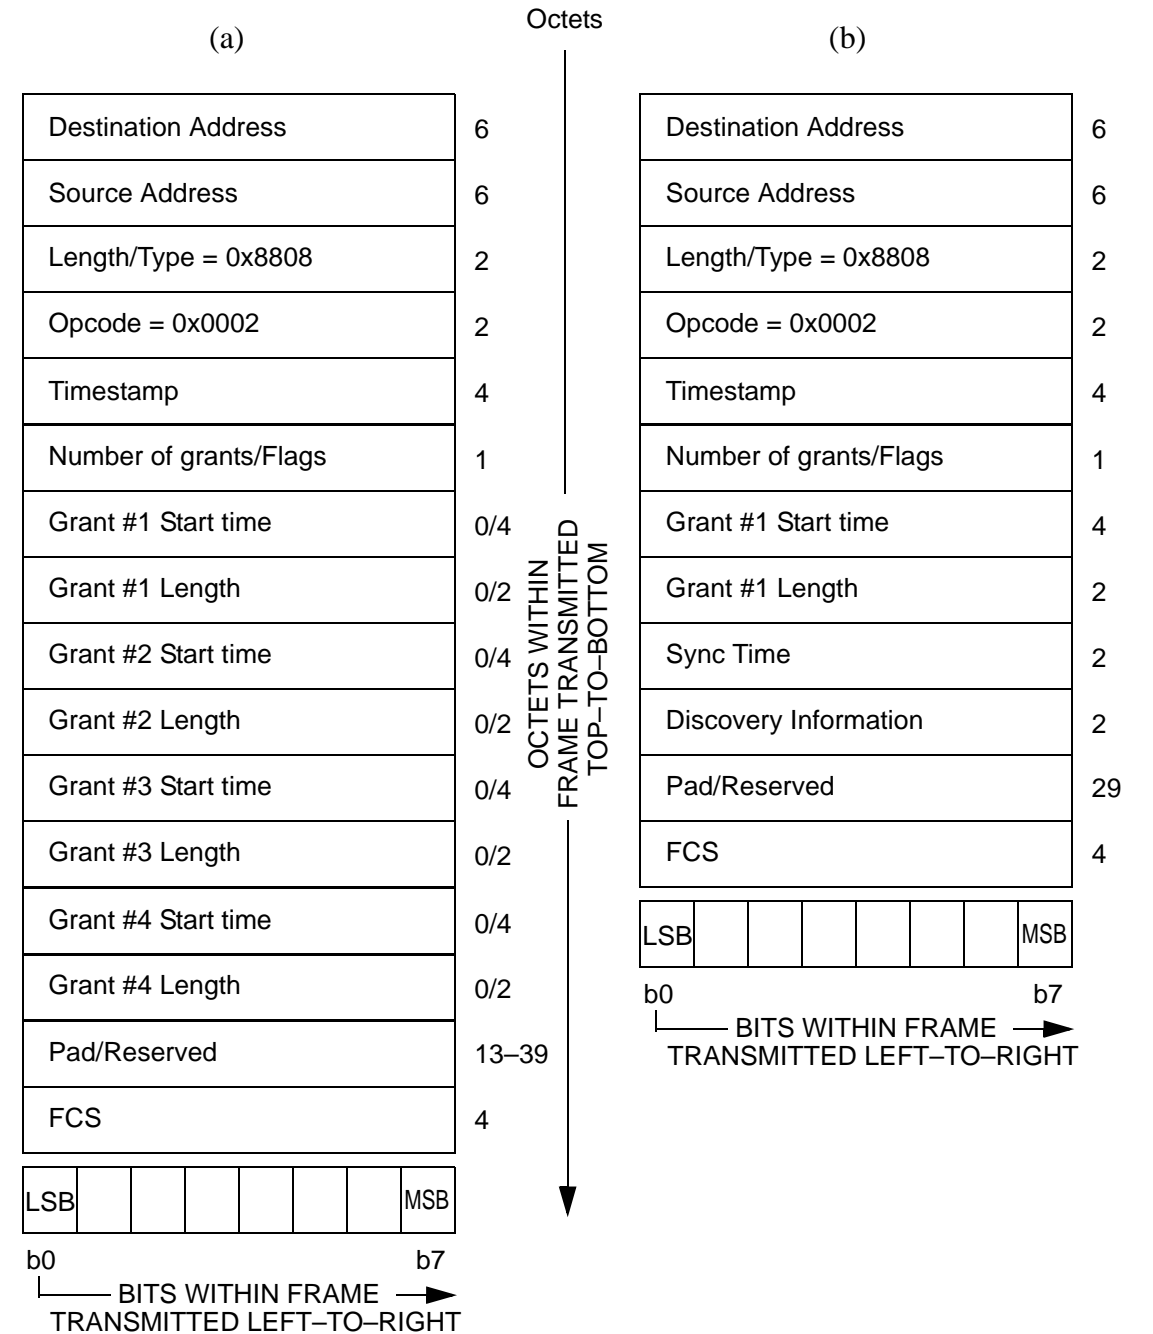 (a)
Destination Address 6
Source Address 6
Length/Type = 0x8808 2
Opcode = 0x0002 2
Timestamp 4
Number of grants/Flags 1
Grant #1 Start time 0/4
Grant #1 Length 0/2
Grant #2 Start time 0/4
Grant #2 Length 0/2
Grant #3 Start time 0/4
Grant #3 Length 0/2
Grant #4 Start time 0/4
Grant #4 Length 0/2
Pad/Reserved 13–39
FCS 4
LSB MSB
b0 b7
BITS WITHIN FRAME
TRANSMITTED LEFT–TO–RIGHT
Octets
OCTETS WITHIN
FRAME TRANSMITTED
TOP–TO–BOTTOM
(b)
Destination Address 6
Source Address 6
Length/Type = 0x8808 2
Opcode = 0x0002 2
Timestamp 4
Number of grants/Flags 1
Grant #1 Start time 4
Grant #1 Length 2
Sync Time 2
Discovery Information 2
Pad/Reserved 29
FCS 4
LSB MSB
b0 b7
BITS WITHIN FRAME
TRANSMITTED LEFT–TO–RIGHT